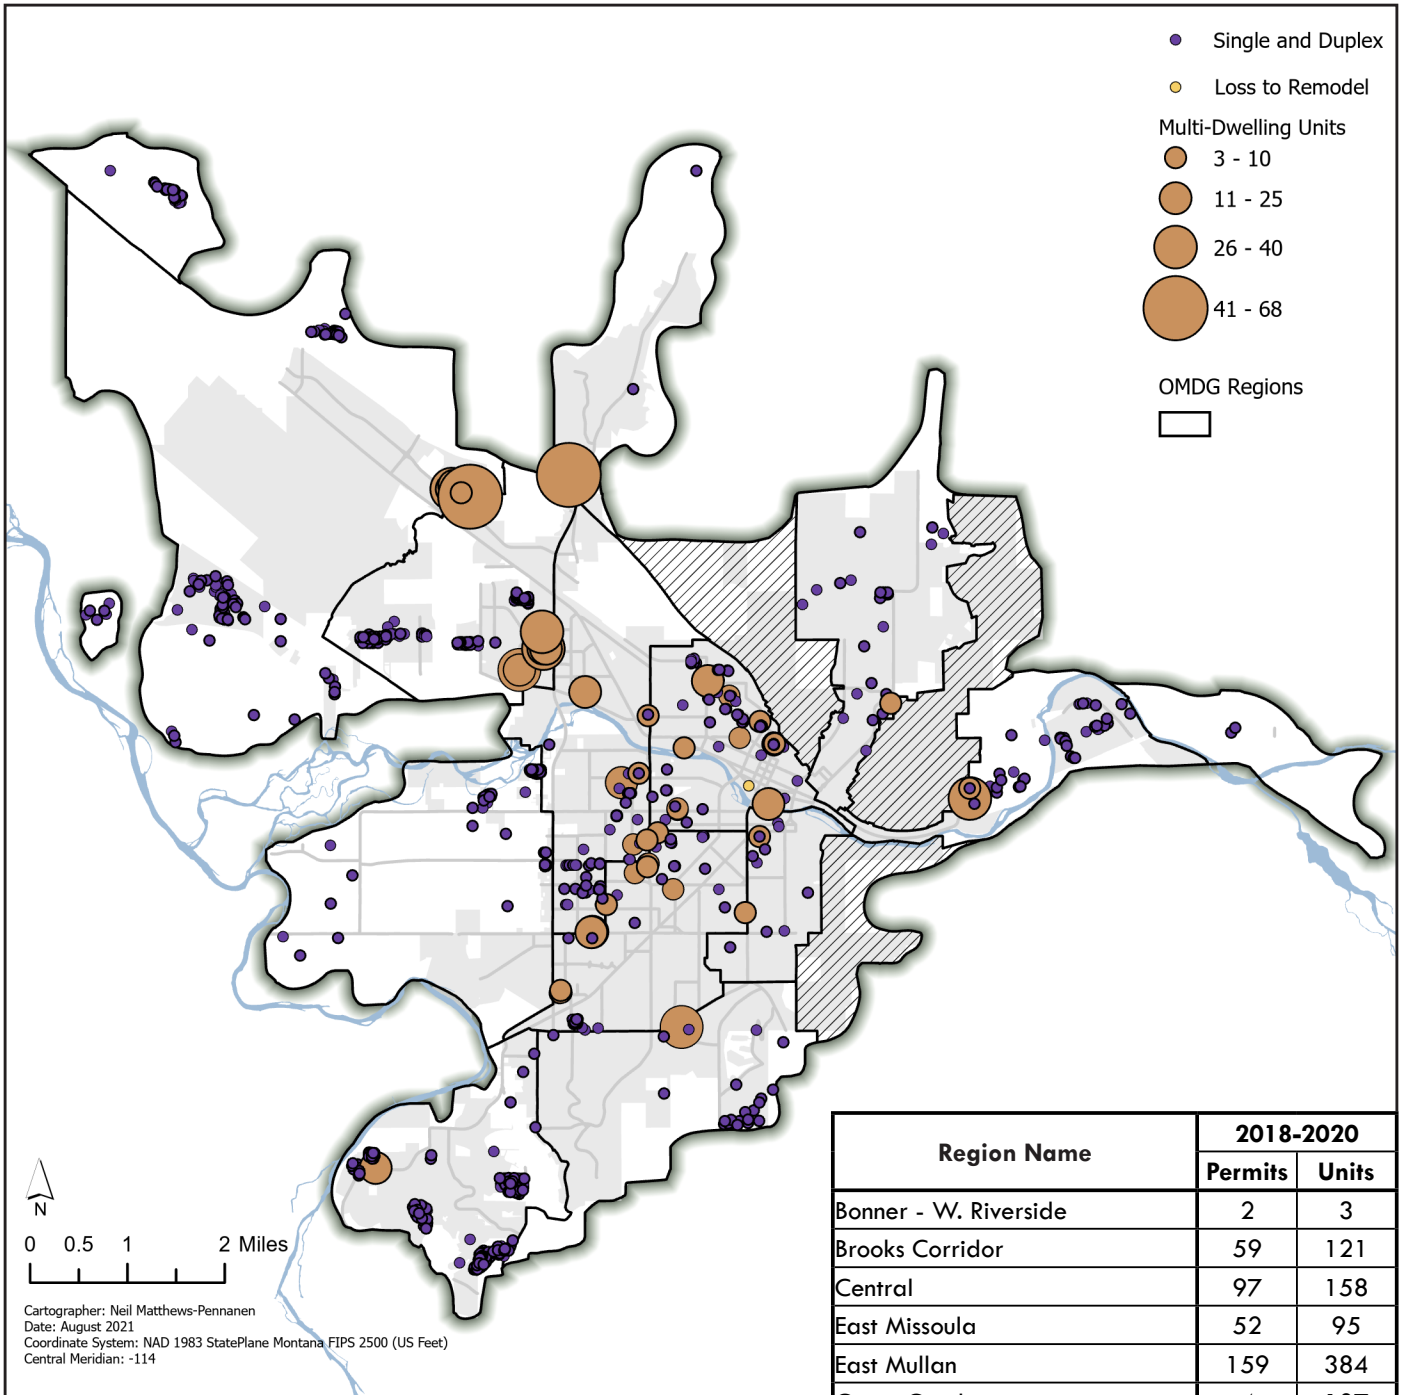 Single and Duplex
Loss to Remodel
Multi-Dwelling Units
3 - 10
11 - 25
26 - 40
41 - 68
OMDG Regions
N
0 0.5 1 2 Miles
Cartographer: Neil Matthews-Pennanen
Date: August 2021
Coordinate System: NAD 1983 StatePlane Montana FIPS 2500 (US Feet)
Central Meridian: -114
Region Name 2018-2020
Permits Units
Bonner - W. Riverside 2 3
Brooks Corridor 59 121
Central 97 158
East Missoula 52 95
East Mullan 159 384